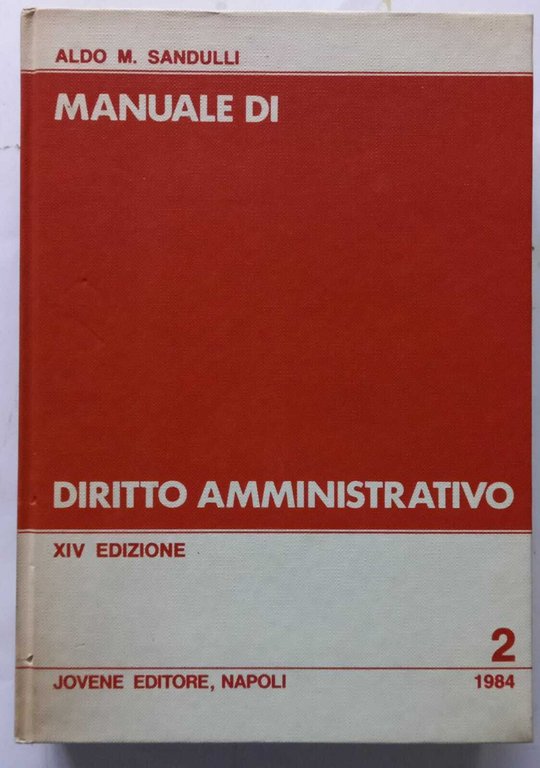 ALDO M. SANDULLI
MANUALE DI
DIRITTO AMMINISTRATIVO
XIV EDIZIONE
2
JOVENE EDITORE, NAPOLI 1984